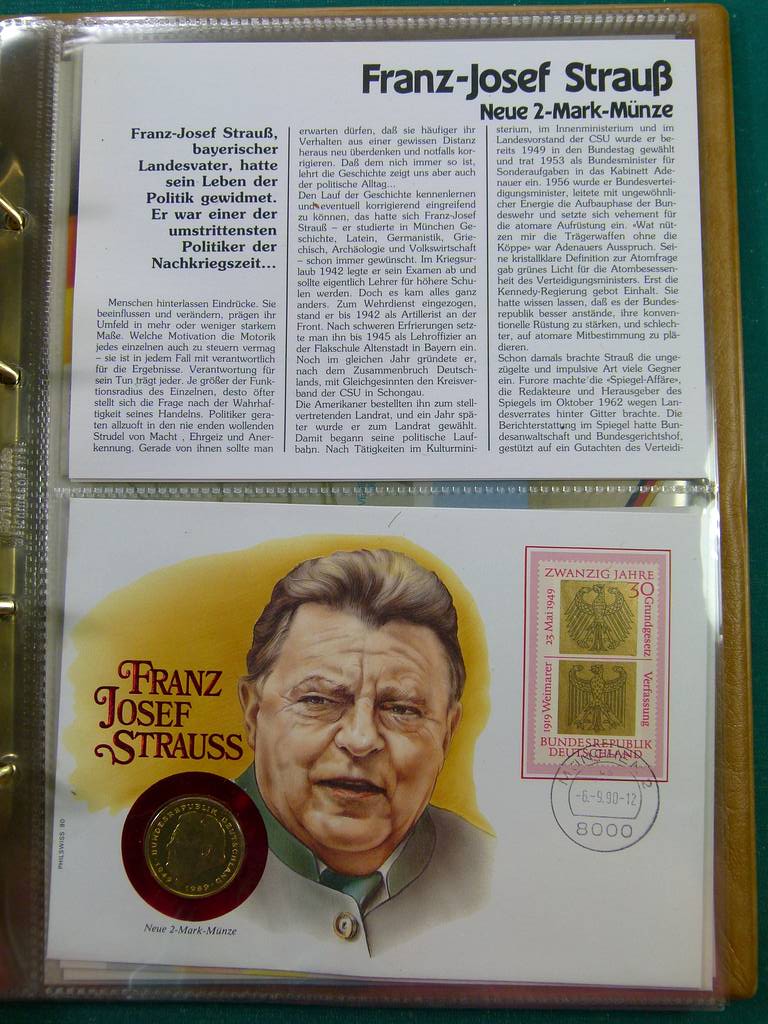 Franz-Josef Strauß
Neue 2-Mark-Münze
Franz-Josef Strauß,
bayerischer
Landesvater, hatte
sein Leben der
Politik gewidmet.
Er war einer der
umstrittensten
Politiker der
Nachkriegszeit...
Menschen hinterlassen Eindrücke. Sie
beeinflussen und verändern, prägen ihr
Umfeld in mehr oder weniger starkem
Maße. Welche Motivation die Motorik
jedes einzelnen auch zu steuern vermag
– sie ist in jedem Fall mit verantwortlich
für die Ergebnisse. Verantwortung für
sein Tun trägt jeder. Je größer der Funk-
tionsradius des Einzelnen, desto öfter
stellt sich die Frage nach der Wahrhaf-
tigkeit seines Handelns. Politiker gera-
ten allzuoft in den nie enden wollenden
Strudel von Macht , Ehrgeiz und Aner-
kennung. Gerade von ihnen sollte man
erwarten dürfen, daß sie häufiger ihr
Verhalten aus einer gewissen Distanz
heraus neu überdenken und notfalls kor-
rigieren. Daß dem nich immer so ist,
lehrt die Geschichte zeigt uns aber auch
der politische Alltag...
Den Lauf der Geschichte kennenlernen
und eventuell korrigierend eingreifend
zu können, das hatte sich Franz-Josef
Strauß – er studierte in München Ge-
schichte, Latein, Germanistik, Grie-
chisch, Archäologie und Volkswirtschaft
– schon immer gewünscht. Im Kriegsur-
laub 1942 legte er sein Examen ab und
sollte eigentlich Lehrer für höhere Schu-
len werden. Doch es kam alles ganz
anders. Zum Wehrdienst eingezogen,
stand er bis 1942 als Artillerist an der
Front. Nach schweren Erfrierungen setz-
te man ihn bis 1945 als Lehroffizier an
der Flakschule Altenstadt in Bayern ein.
Noch im gleichen Jahr gründete er,
nach dem Zusammenbruch Deutsch-
lands, mit Gleichgesinnten den Kreisver-
band der CSU in Schongau.
Die Amerikaner bestellten ihn zum stell-
vertretenden Landrat, und ein Jahr spä-
ter wurde er zum Landrat gewählt.
Damit begann seine politische Lauf-
bahn. Nach Tätigkeiten im Kulturmini-
sterium, im Innenministerium und im
Landesvorstand der CSU wurde er be-
reits 1949 in den Bundestag gewählt
und trat 1953 als Bundesminister für
Sonderaufgaben in das Kabinett Ade-
nauer ein. 1956 wurde er Bundesvertei-
digungsminister, leitete mit ungewöhnli-
cher Energie die Aufbauphase der Bun-
deswehr und setzte sich vehement für
die atomare Aufrüstung ein. «Wat nüt-
zen mir die Trägerwaffen ohne die
Köppe» war Adenauers Ausspruch. Sei-
ne kristallklare Definition zur Atomfrage
gab grünes Licht für die Atombesessen-
heit des Verteidigungsministers. Erst die
Kennedy-Regierung gebot Einhalt. Sie
hatte wissen lassen, daß es der Bundes-
republik besser anstände, ihre konven-
tionelle Rüstung zu stärken, und schlech-
ter, auf atomare Mitbestimmung zu plä-
dieren.
Schon damals brachte Strauß die unge-
zügelte und impulsive Art viele Gegner
ein. Furore machte die «Spiegel-Affäre»,
die Redakteure und Herausgeber des
Spiegels im Oktober 1962 wegen Lan-
desverrates hinter Gitter brachte. Die
Berichterstattung im Spiegel hatte Bun-
desanwaltschaft und Bundesgerichtshof,
gestützt auf ein Gutachten des Verteidi-
FRANZ
JOSEF
STRAUSS
ZWANZIG JAHRE
30
23. Mai 1949
Grundgesetz
1919 Weimarer
Verfassung
BUNDESREPUBLIK
DEUTSCHLAND
-6.-9.90-12
8000
BUNDESREPUBLIK DEUTSCHLAND
1949 1989
Neue 2-Mark-Münze
PHILSWISS 90